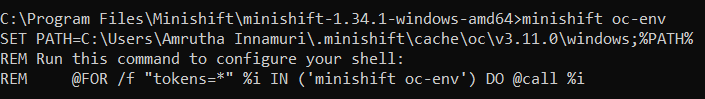 C:\Program Files\Minishift\minishift-1.34.1-windows-amd64>minishift oc-env
SET PATH=C:\Users\Amrutha Innamuri\.minishift\cache\oc\v3.11.0\windows;%PATH%
REM Run this command to configure your shell:
REM     @FOR /f "tokens=*" %i IN ('minishift oc-env') DO @call %i